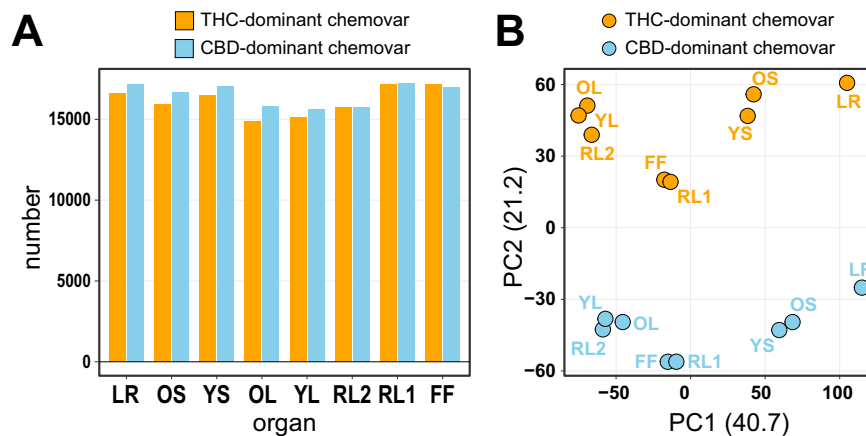 A
THC-dominant chemovar
CBD-dominant chemovar
number
15000
10000
5000
0
LR OS YS OL YL RL2 RL1 FF
organ
B
THC-dominant chemovar
CBD-dominant chemovar
PC2 (21.2)
60
30
0
−30
−60
OL
YL
RL2
OS
YS
LR
FF
RL1
LR
YL
OL
RL2
OS
YS
FF
RL1
−50 0 50 100
PC1 (40.7)